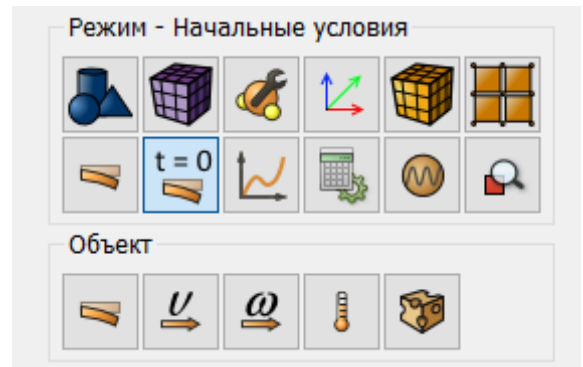 Режим - Начальные условия
t = 0
Объект
υ
ω